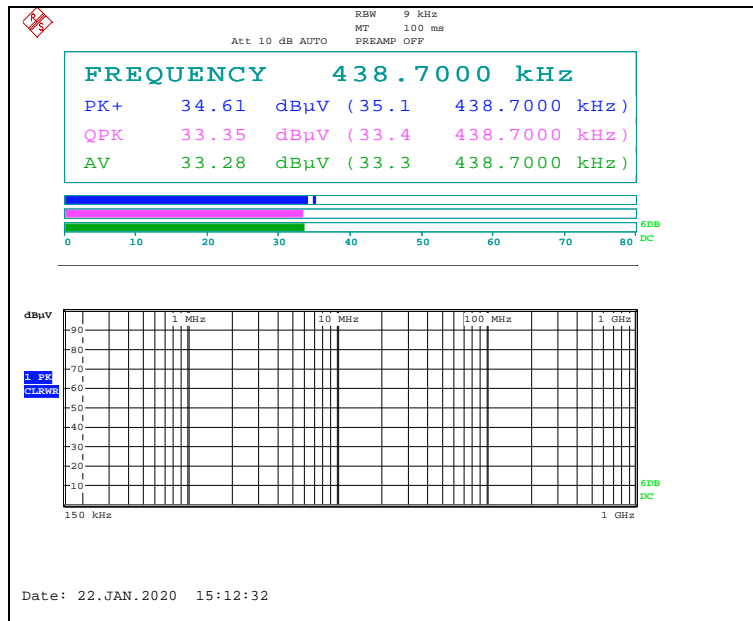 R S
RBW 9 kHz
MT 100 ms
Att 10 dB AUTO PREAMP OFF
FREQUENCY 438.7000 kHz
PK+ 34.61 dBµV (35.1 438.7000 kHz)
QPK 33.35 dBµV (33.4 438.7000 kHz)
AV 33.28 dBµV (33.3 438.7000 kHz)
6DB
DC
0 10 20 30 40 50 60 70 80
dBµV
1 MHz 10 MHz 100 MHz 1 GHz
90
80
70
1 PK
CLRWR
60
50
40
30
20
10
6DB
DC
150 kHz 1 GHz
Date: 22.JAN.2020 15:12:32